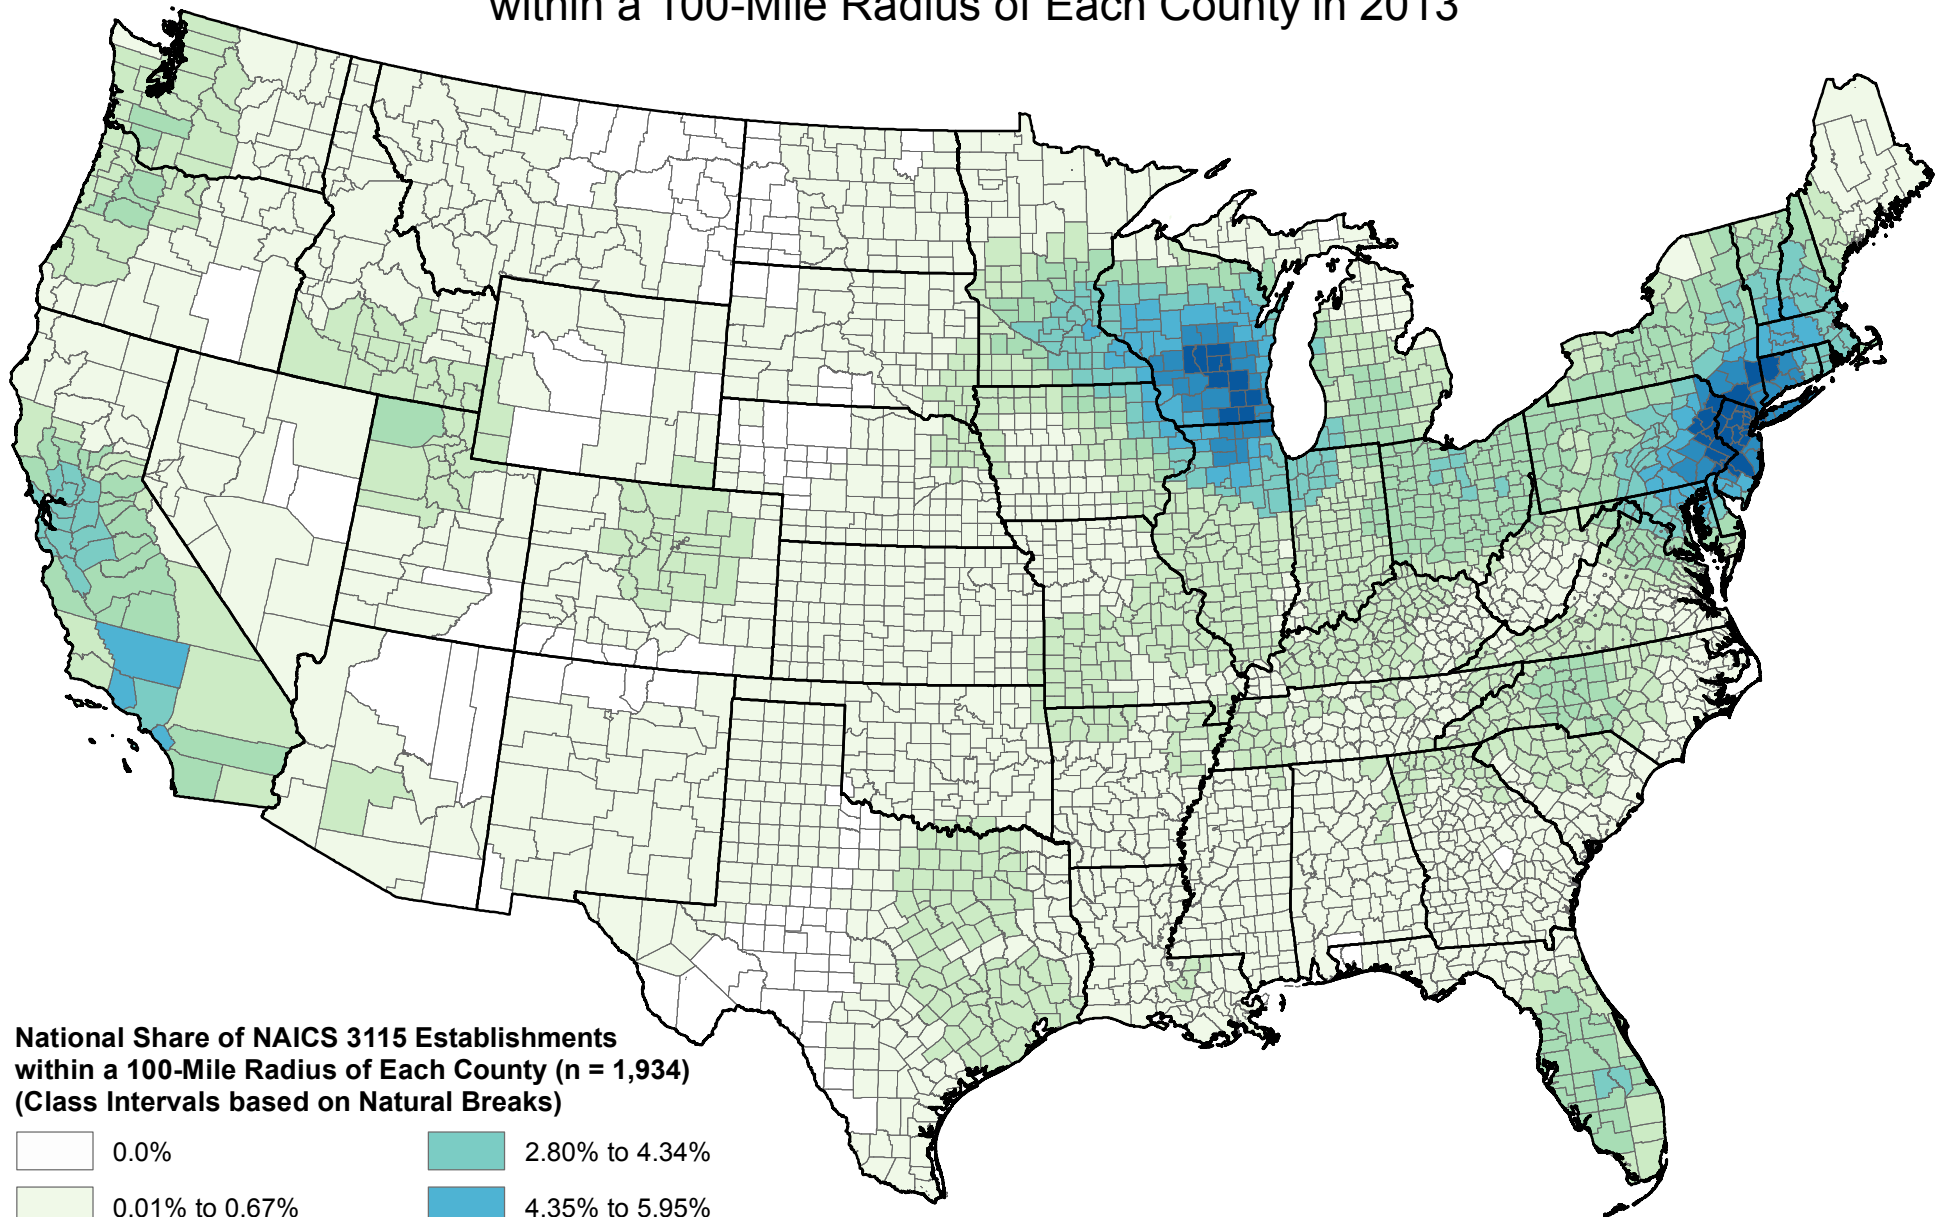 within a 100-Mile Radius of Each County in 2013
National Share of NAICS 3115 Establishments
within a 100-Mile Radius of Each County (n = 1,934)
(Class Intervals based on Natural Breaks)
0.0%
2.80% to 4.34%
0.01% to 0.67%
4.35% to 5.95%